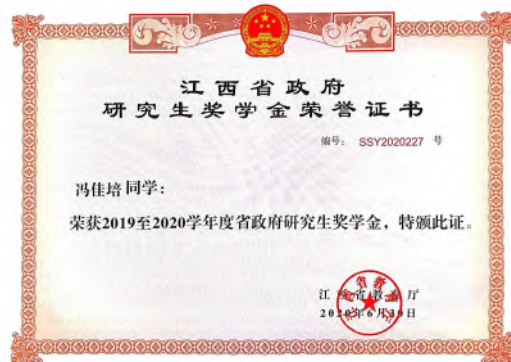 江西省政府
研究生奖学金荣誉证书
编号： SSY2020227 号
冯佳培同学：
荣获2019至2020学年度省政府研究生奖学金，特颁此证。
江西省教育厅
2020年6月30日